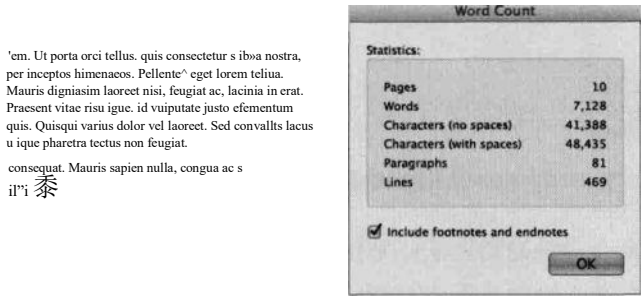 'em. Ut porta orci tellus. quis consectetur s ib»a nostra,
per inceptos himenaeos. Pellente^ eget lorem teliua.
Mauris digniasim laoreet nisi, feugiat ac, lacinia in erat.
Praesent vitae risu igue. id vuiputate justo efementum
quis. Quisqui varius dolor vel laoreet. Sed convallts lacus
u ique pharetra tectus non feugiat.
consequat. Mauris sapien nulla, congua ac s
il”i 黍
Word Count
Statistics:
Pages 10
Words 7,128
Characters (no spaces) 41,388
Characters (with spaces) 48,435
Paragraphs 81
Lines 469
Include footnotes and endnotes
OK